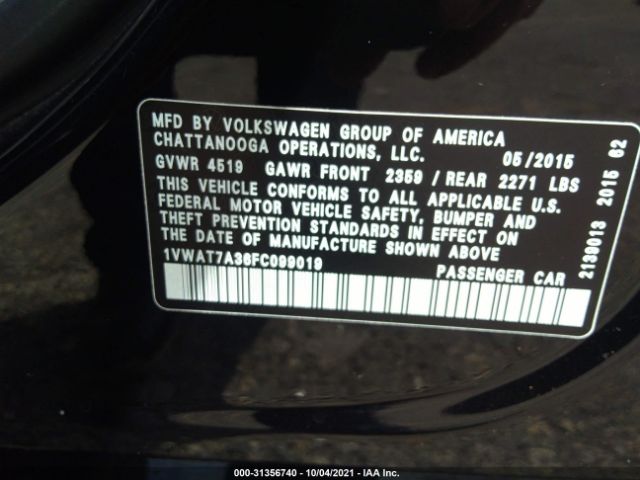 MFD BY VOLKSWAGEN GROUP OF AMERICA
CHATTANOOGA OPERATIONS, LLC. 05/2015
GVWR 4519 GAWR FRONT 2359 / REAR 2271 LBS
THIS VEHICLE CONFORMS TO ALL APPLICABLE U.S.
FEDERAL MOTOR VEHICLE SAFETY, BUMPER AND
THEFT PREVENTION STANDARDS IN EFFECT ON
THE DATE OF MANUFACTURE SHOWN ABOVE
1VWAT7A36FC099019 PASSENGER CAR
2139013 2015 62
000-31356740 - 10/04/2021 - IAA Inc.